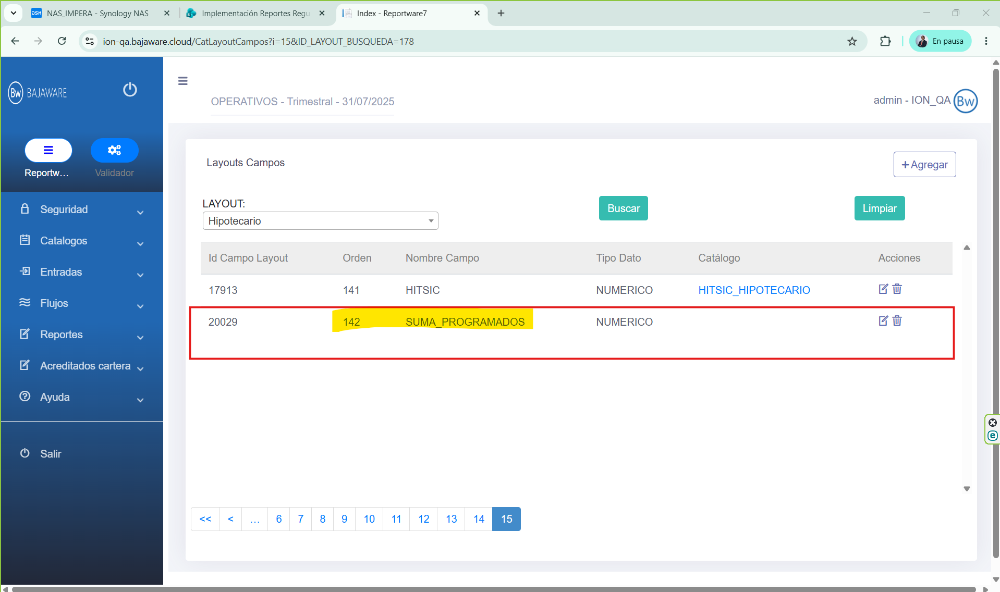 NAS_IMPERA - Synology NAS
Implementación Reportes Regu
Index - Reportware7
ion-qa.bajaware.cloud/CatLayoutCampos?i=15&ID_LAYOUT_BUSQUEDA=178
En pausa
Bw BAJAWARE
OPERATIVOS - Trimestral - 31/07/2025
admin - ION_QA
Bw
Reportw...
Validador
Seguridad
Catalogos
Entradas
Flujos
Reportes
Acreditados cartera
Ayuda
Salir
Layouts Campos
+Agregar
LAYOUT:
Hipotecario
Buscar
Limpiar
Id Campo Layout Orden Nombre Campo Tipo Dato Catálogo Acciones
17913 141 HITSIC NUMERICO HITSIC_HIPOTECARIO
20029 142 SUMA_PROGRAMADOS NUMERICO
<< < ... 6 7 8 9 10 11 12 13 14 15